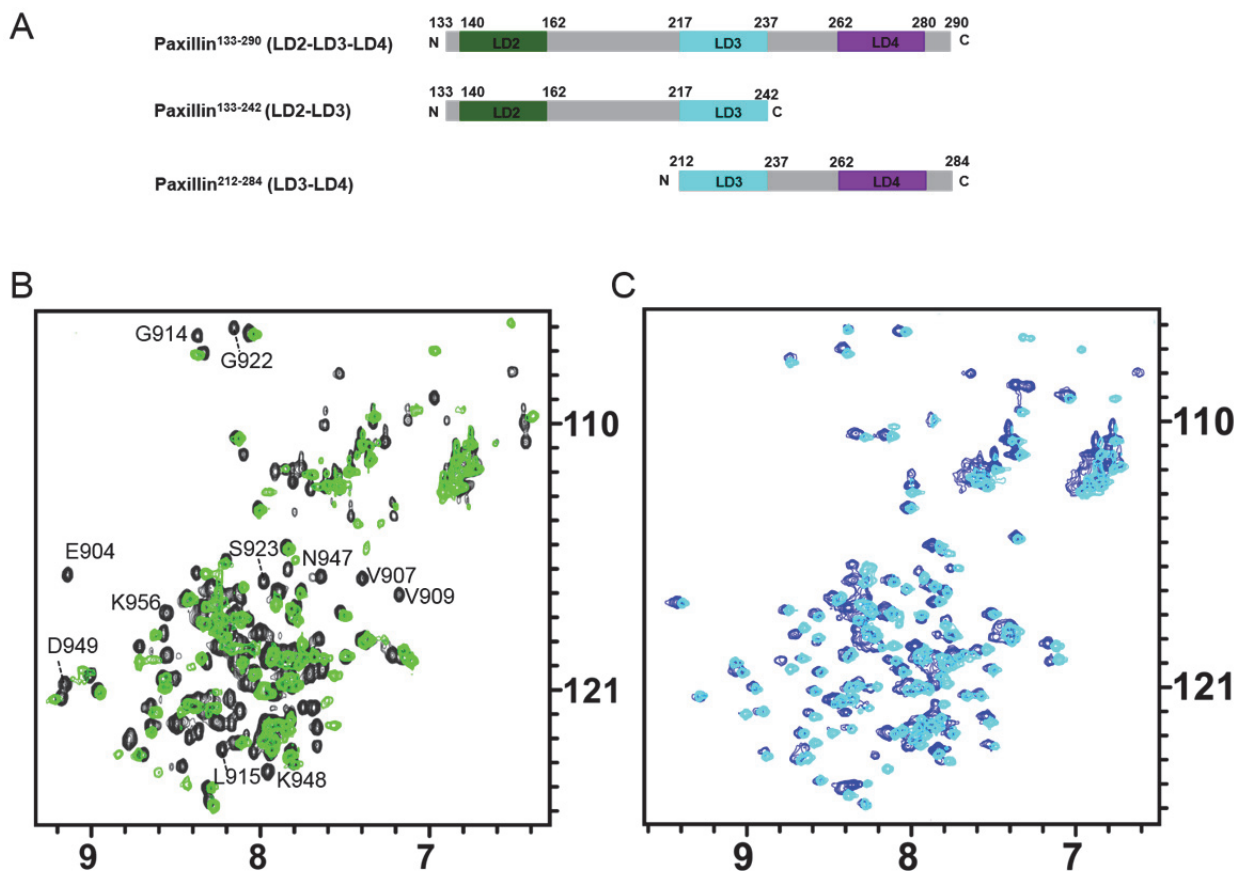 A
133 140 162 217 237 262 280 290
Paxillin133-290 (LD2-LD3-LD4) N LD2 LD3 LD4 C
133 140 162 217 242
Paxillin133-242 (LD2-LD3) N LD2 LD3 C
212 237 262 284
Paxillin212-284 (LD3-LD4) N LD3 LD4 C
B
C
G914
G922
110
110
E904
S923
N947
V907
V909
K956
D949
121
121
L915
K948
9 8 7
9 8 7